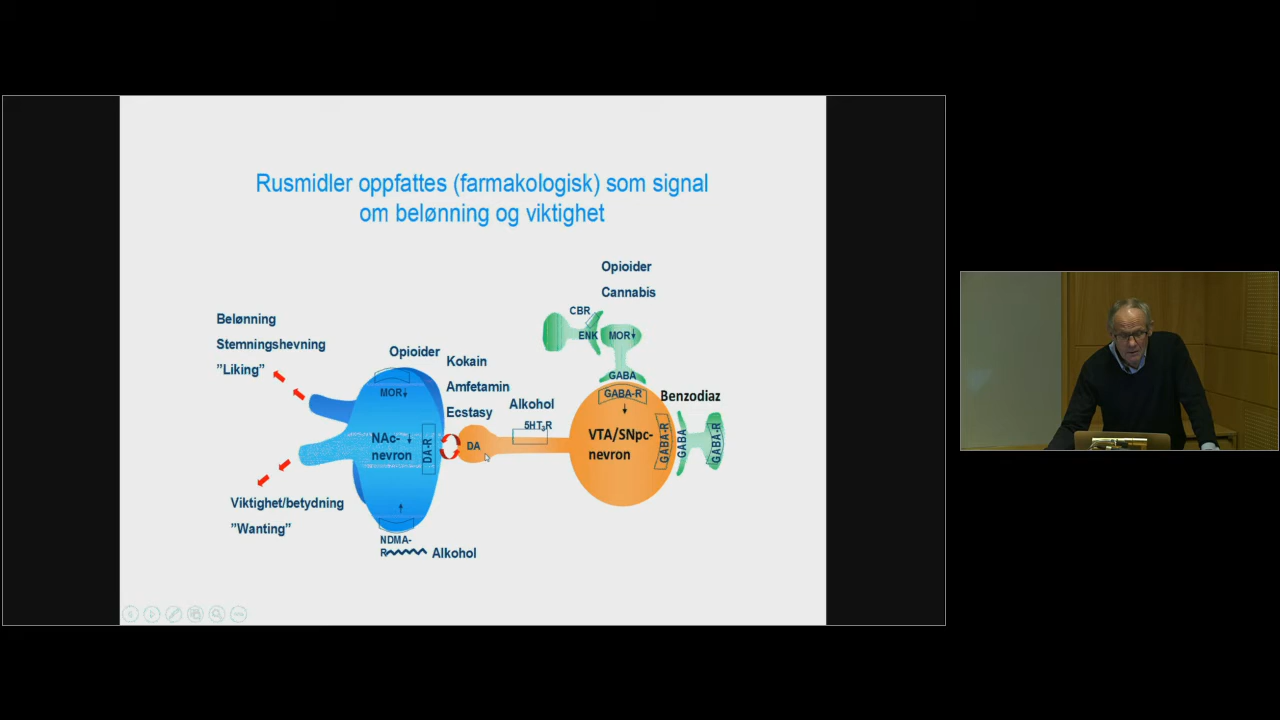 Rusmidler oppfattes (farmakologisk) som signal
om belønning og viktighet
Opioider
Cannabis
CBR
ENK
MOR
GABA
GABA-R
Belønning
Stemningshevning
"Liking"
Opioider
MOR
Kokain
Amfetamin
Ecstasy
Alkohol
5HT3R
Benzodiaz
NAc-
nevron
DA-R
DA
VTA/SNpc-
nevron
GABA-R
GABA
GABA-R
Viktighet/betydning
"Wanting"
NDMA-
R
Alkohol